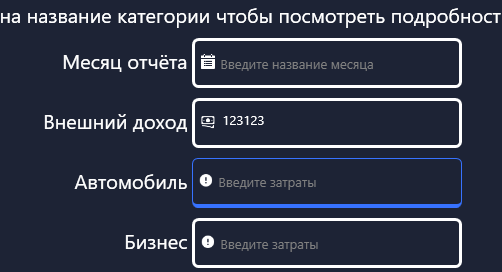 на название категории чтобы посмотреть подробност
Месяц отчёта Введите название месяца
Внешний доход 123123
Автомобиль Введите затраты
Бизнес Введите затраты